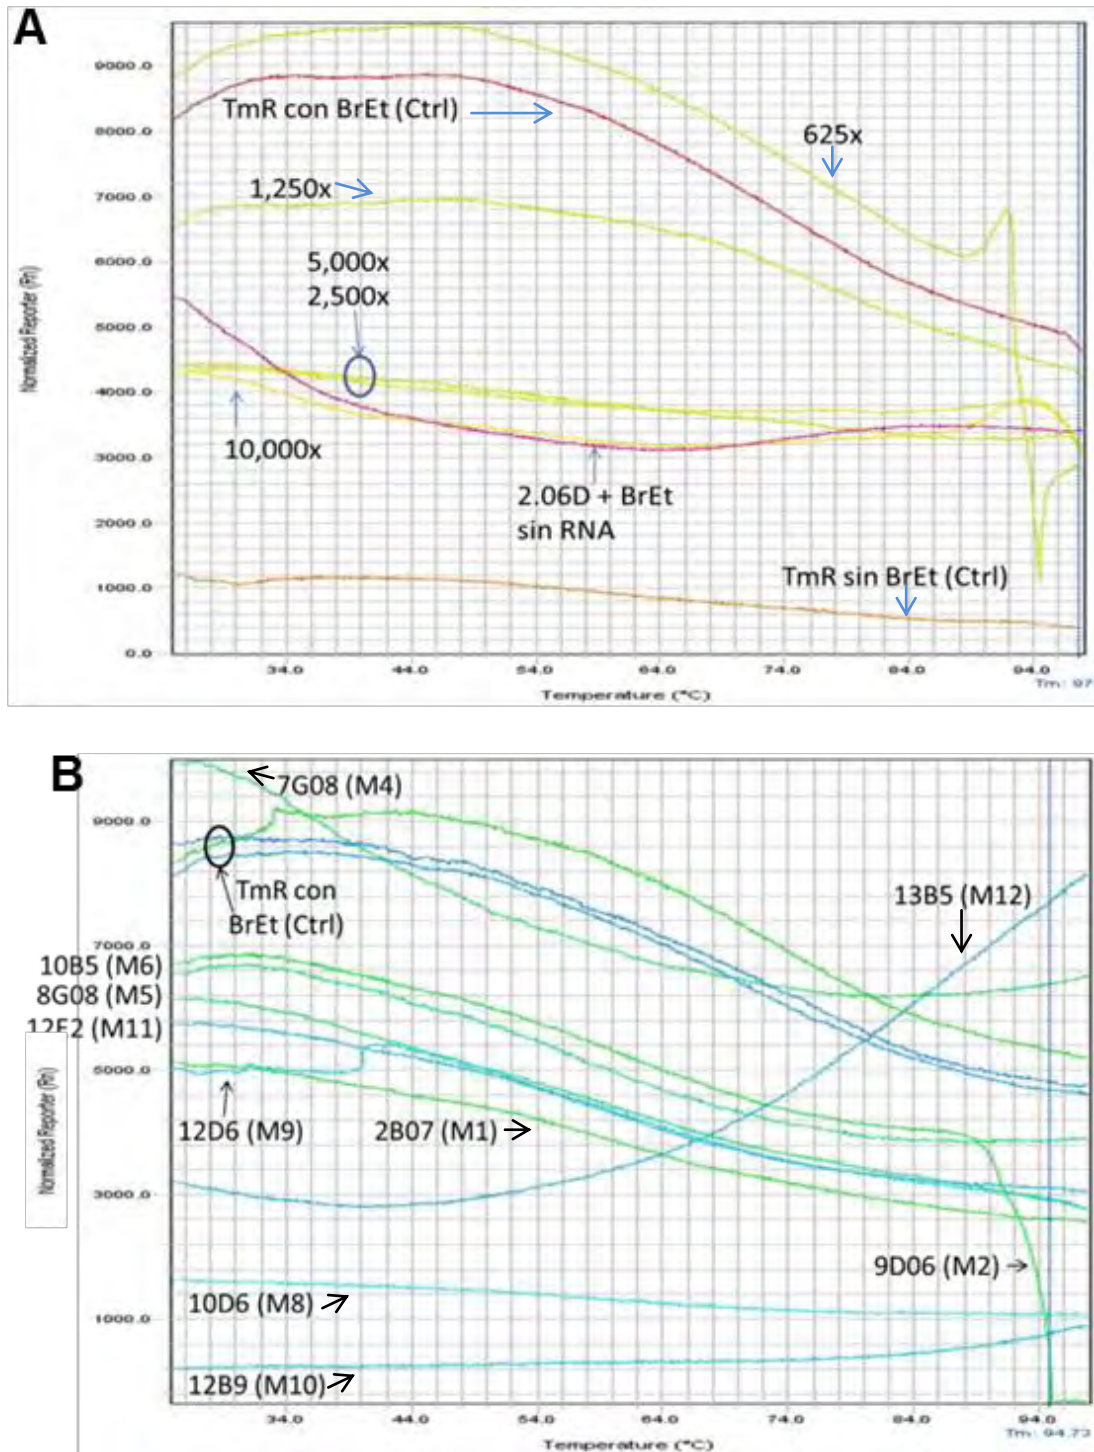 A
9000.0
8000.0
7000.0
6000.0
5000.0
4000.0
3000.0
2000.0
1000.0
0.0
Normalized Reporter (Rn)
TmR con BrEt (Ctrl)
625x
1,250x
5,000x
2,500x
10,000x
2.06D + BrEt
sin RNA
TmR sin BrEt (Ctrl)
34.0 44.0 54.0 64.0 74.0 84.0 94.0
Tm: 97
Temperature (°C)
B
9000.0
7000.0
5000.0
3000.0
1000.0
Normalized Reporter (Rn)
7G08 (M4)
TmR con
BrEt (Ctrl)
13B5 (M12)
10B5 (M6)
8G08 (M5)
12F2 (M11)
12D6 (M9)
2B07 (M1)
9D06 (M2)
10D6 (M8)
12B9 (M10)
34.0 44.0 54.0 64.0 74.0 84.0 94.0
Tm: 94.73
Temperature (°C)